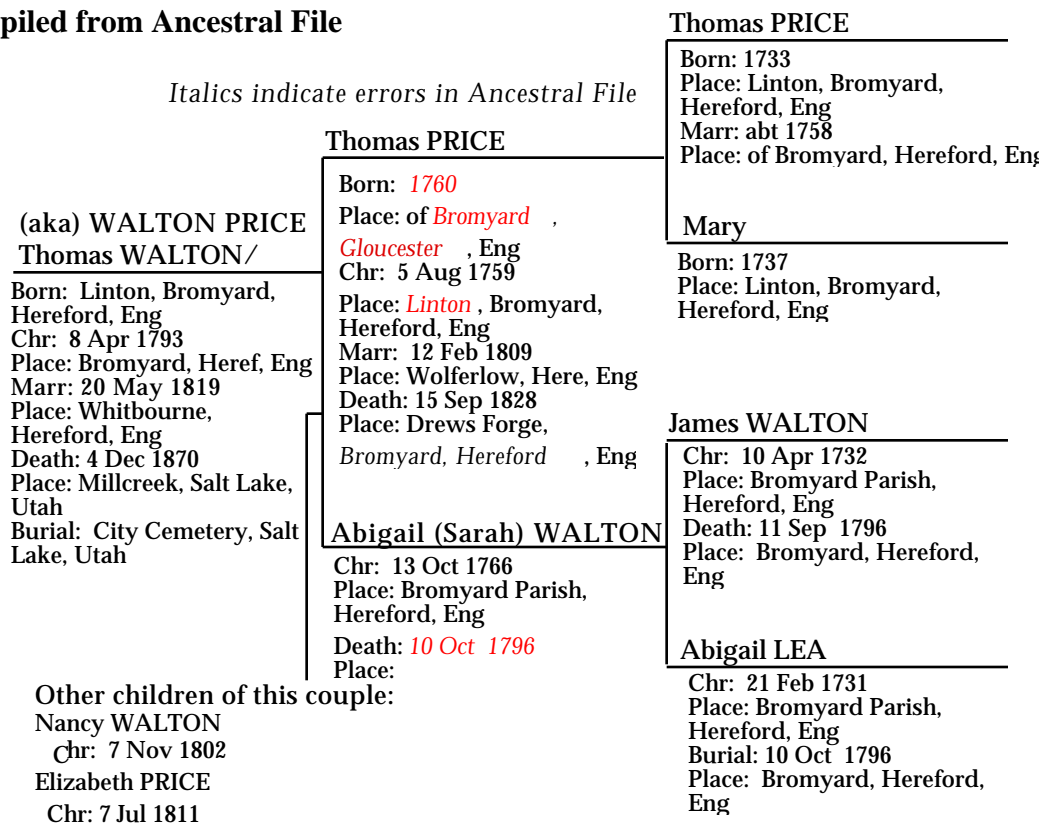 piled from Ancestral File
Italics indicate errors in Ancestral File
(aka) WALTON PRICE
Thomas WALTON/
Born: Linton, Bromyard,
Hereford, Eng
Chr: 8 Apr 1793
Place: Bromyard, Heref, Eng
Marr: 20 May 1819
Place: Whitbourne,
Hereford, Eng
Death: 4 Dec 1870
Place: Millcreek, Salt Lake,
Utah
Burial: City Cemetery, Salt
Lake, Utah
Thomas PRICE
Born: 1760
Place: of Bromyard ,
Gloucester , Eng
Chr: 5 Aug 1759
Place: Linton , Bromyard,
Hereford, Eng
Marr: 12 Feb 1809
Place: Wolferlow, Here, Eng
Death: 15 Sep 1828
Place: Drews Forge,
Bromyard, Hereford , Eng
Abigail (Sarah) WALTON
Chr: 13 Oct 1766
Place: Bromyard Parish,
Hereford, Eng
Death: 10 Oct 1796
Place:
Other children of this couple:
Nancy WALTON
Chr: 7 Nov 1802
Elizabeth PRICE
Chr: 7 Jul 1811
Thomas PRICE
Born: 1733
Place: Linton, Bromyard,
Hereford, Eng
Marr: abt 1758
Place: of Bromyard, Hereford, Eng
Mary
Born: 1737
Place: Linton, Bromyard,
Hereford, Eng
James WALTON
Chr: 10 Apr 1732
Place: Bromyard Parish,
Hereford, Eng
Death: 11 Sep 1796
Place: Bromyard, Hereford,
Eng
Abigail LEA
Chr: 21 Feb 1731
Place: Bromyard Parish,
Hereford, Eng
Burial: 10 Oct 1796
Place: Bromyard, Hereford,
Eng